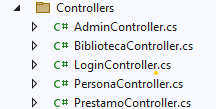 Controllers
C# AdminController.cs
C# BibliotecaController.cs
C# LoginController.cs
C# PersonaController.cs
C# PrestamoController.cs